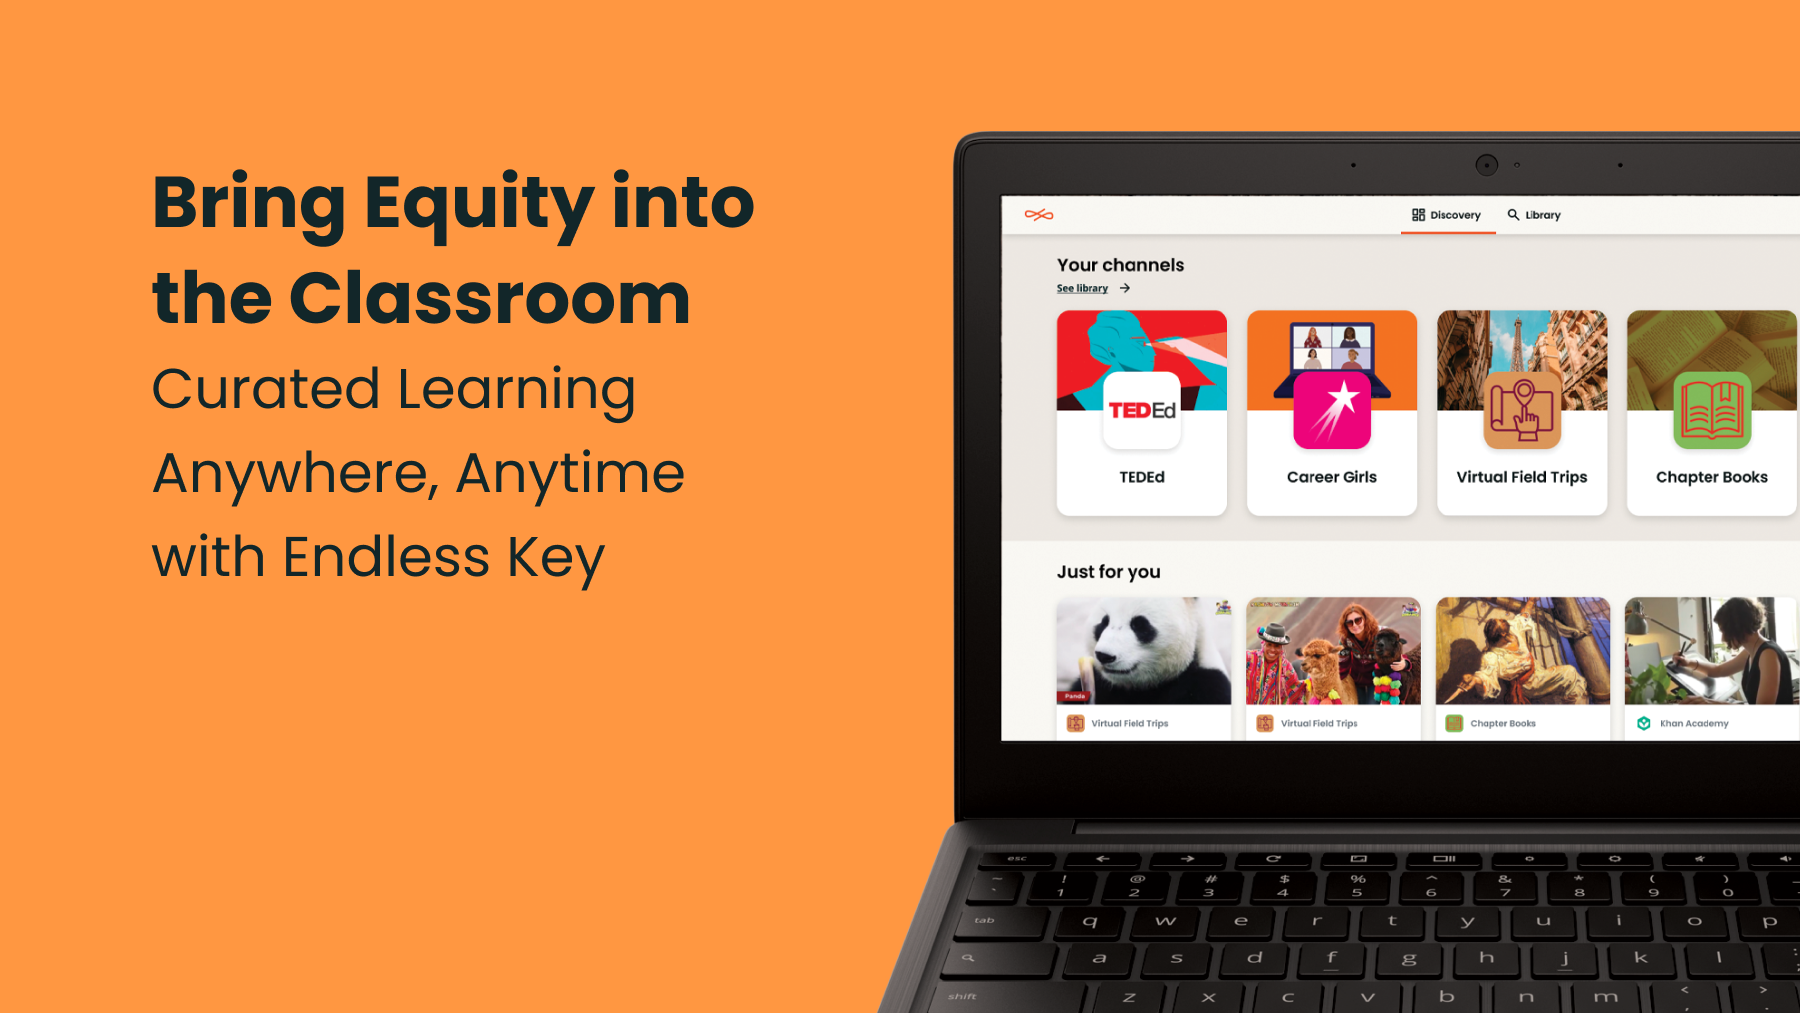 Bring Equity into
the Classroom
Curated Learning
Anywhere, Anytime
with Endless Key
Discovery
Library
Your channels
See library →
TEDEd
TEDEd
Career Girls
Virtual Field Trips
Chapter Books
Just for you
Panda
Virtual Field Trips
Virtual Field Trips
Chapter Books
Khan Academy
esc
~ ! @ # $ % ^ & * ( )
` 1 2 3 4 5 6 7 8 9 0
tab q w e r t y u i o p
a s d f g h j k l
shift z x c v b n m < >